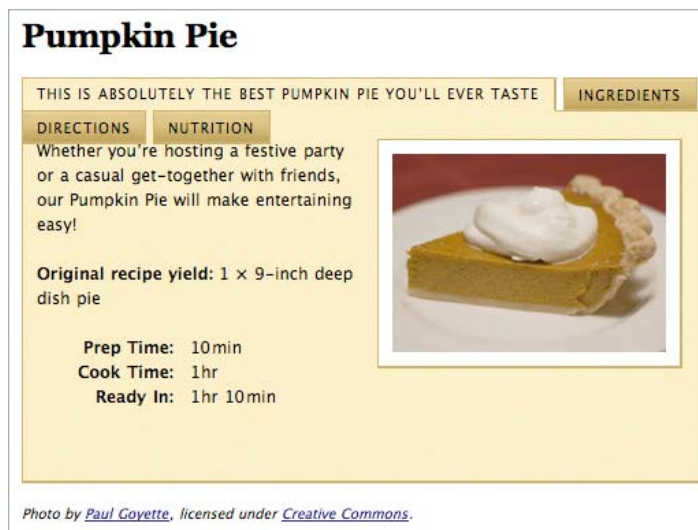 Pumpkin Pie
THIS IS ABSOLUTELY THE BEST PUMPKIN PIE YOU'LL EVER TASTE INGREDIENTS
DIRECTIONS NUTRITION
Whether you're hosting a festive party
or a casual get-together with friends,
our Pumpkin Pie will make entertaining
easy!
Original recipe yield: 1 × 9-inch deep
dish pie
Prep Time: 10min
Cook Time: 1hr
Ready In: 1hr 10min
Photo by Paul Goyette, licensed under Creative Commons.